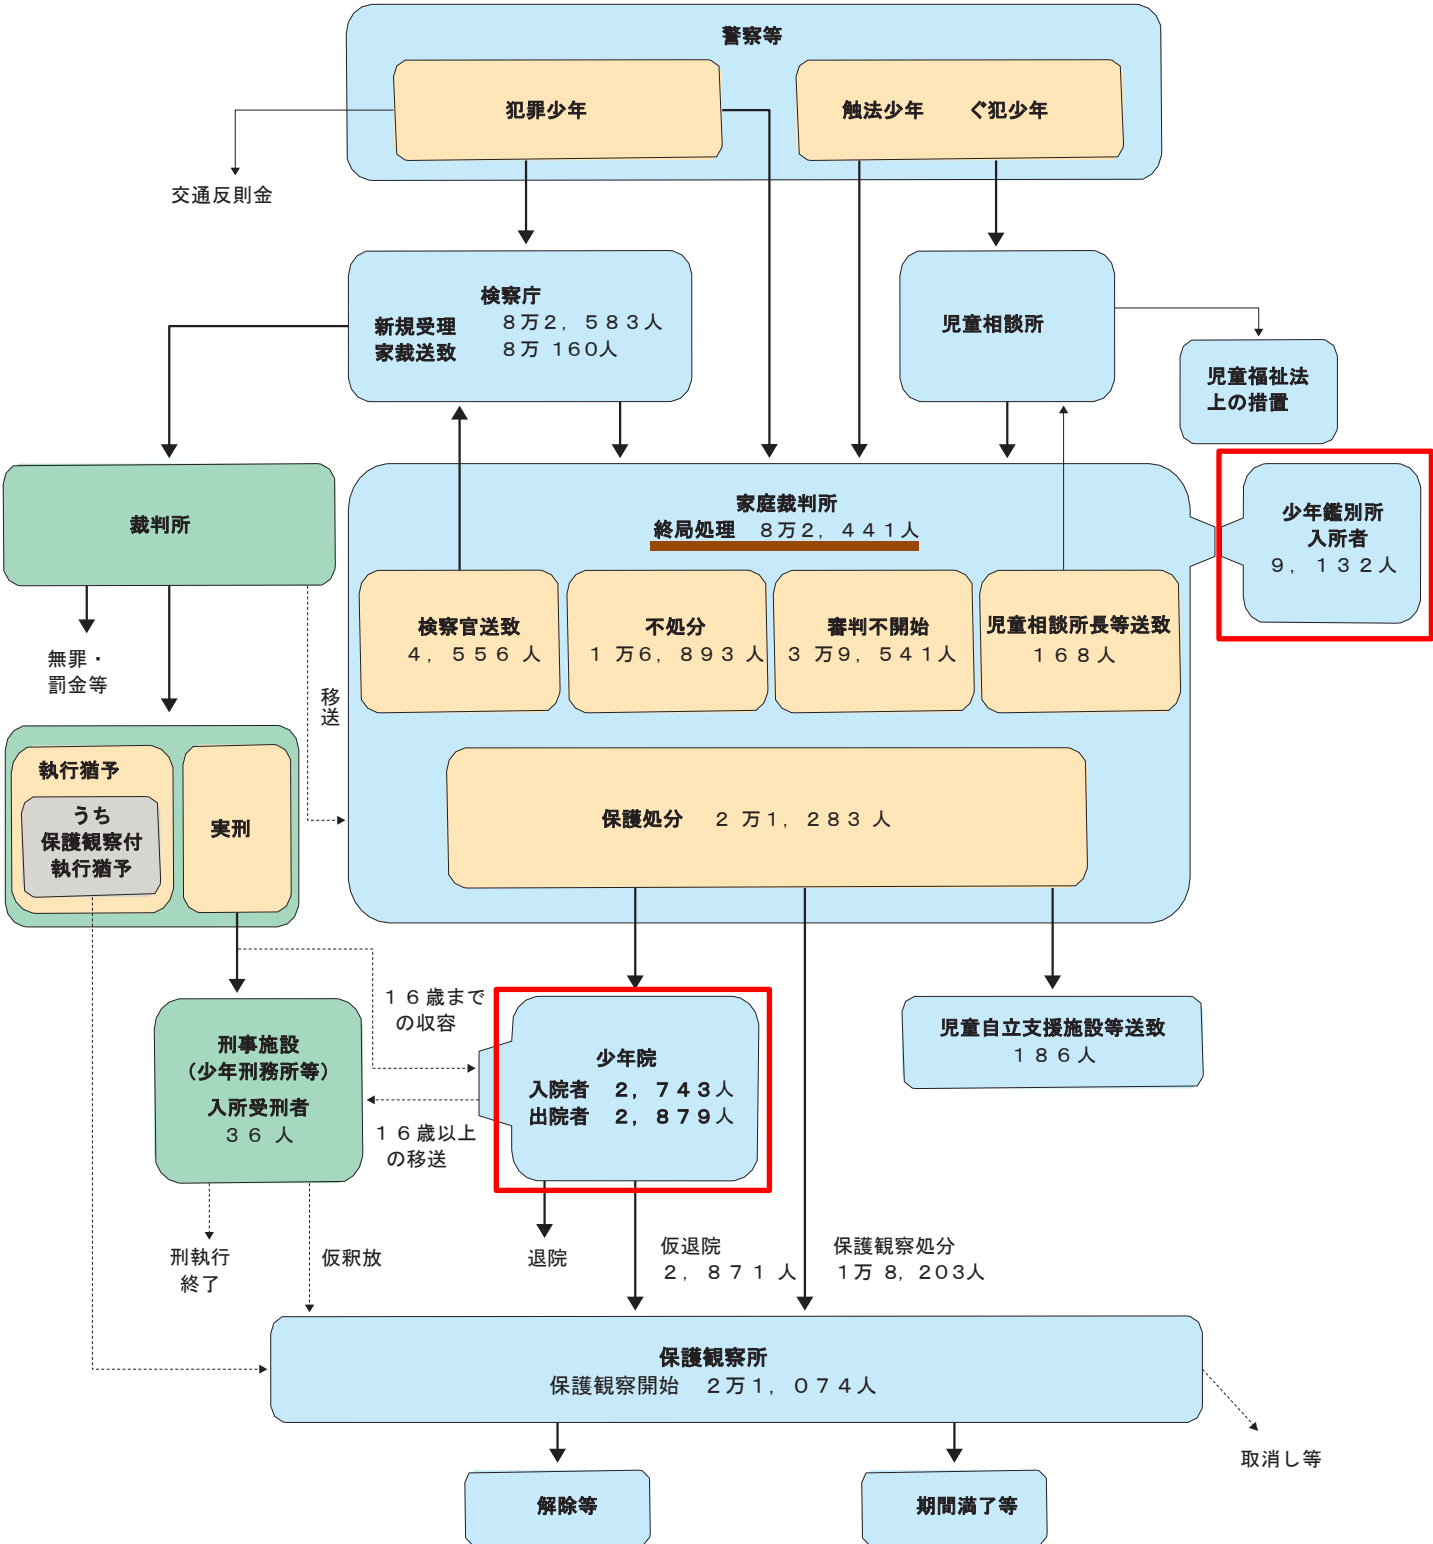 警察等
犯罪少年
触法少年　ぐ犯少年
交通反則金
検察庁
新規受理　８万２，５８３人
家裁送致　８万 １６０人
児童相談所
児童福祉法
上の措置
裁判所
家庭裁判所
終局処理　８万２，４４１人
少年鑑別所
入所者
９，１３２人
検察官送致
４，５５６ 人
不処分
１ 万６，８９３ 人
審判不開始
３ 万９，５４１人
児童相談所長等送致
１６８人
無罪・
罰金等
移送
執行猶予
うち
保護観察付
執行猶予
実刑
保護処分　２ 万１，２８３ 人
１６歳まで
の収容
刑事施設
（少年刑務所等）
入所受刑者
３６ 人
少年院
入院者　２，７４３人
出院者　２，８７９人
児童自立支援施設等送致
１８６人
１６歳以上
の移送
刑執行
終了
仮釈放
退院
仮退院
２，８７１ 人
保護観察処分
１万 ８，２０３人
保護観察所
保護観察開始　２万１，０７４人
取消し等
解除等
期間満了等